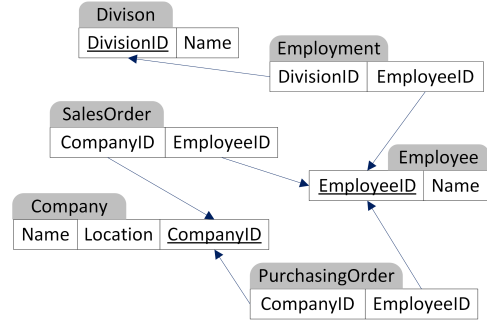 Divison
DivisionID Name
Employment
DivisionID EmployeeID
SalesOrder
CompanyID EmployeeID
Employee
EmployeeID Name
Company
Name Location CompanyID
PurchasingOrder
CompanyID EmployeeID